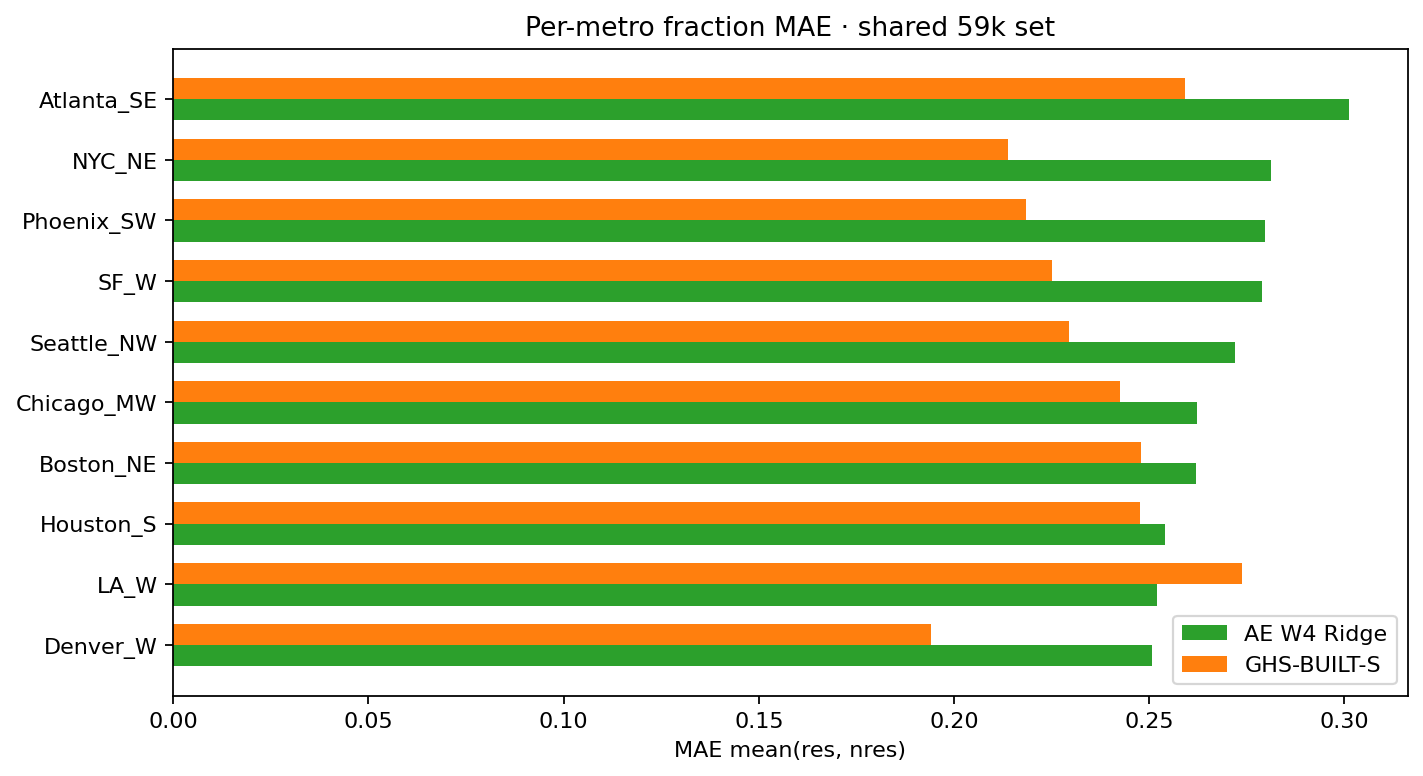 Per-metro fraction MAE · shared 59k set
Atlanta_SE
NYC_NE
Phoenix_SW
SF_W
Seattle_NW
Chicago_MW
Boston_NE
Houston_S
LA_W
Denver_W
AE W4 Ridge
GHS-BUILT-S
0.00 0.05 0.10 0.15 0.20 0.25 0.30
MAE mean(res, nres)